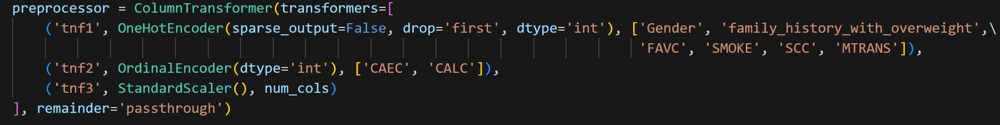 preprocessor = ColumnTransformer(transformers=[
    ('tnf1', OneHotEncoder(sparse_output=False, drop='first', dtype='int'), ['Gender', 'family_history_with_overweight',\
                                                                             'FAVC', 'SMOKE', 'SCC', 'MTRANS']),
    ('tnf2', OrdinalEncoder(dtype='int'), ['CAEC', 'CALC']),
    ('tnf3', StandardScaler(), num_cols)
], remainder='passthrough')